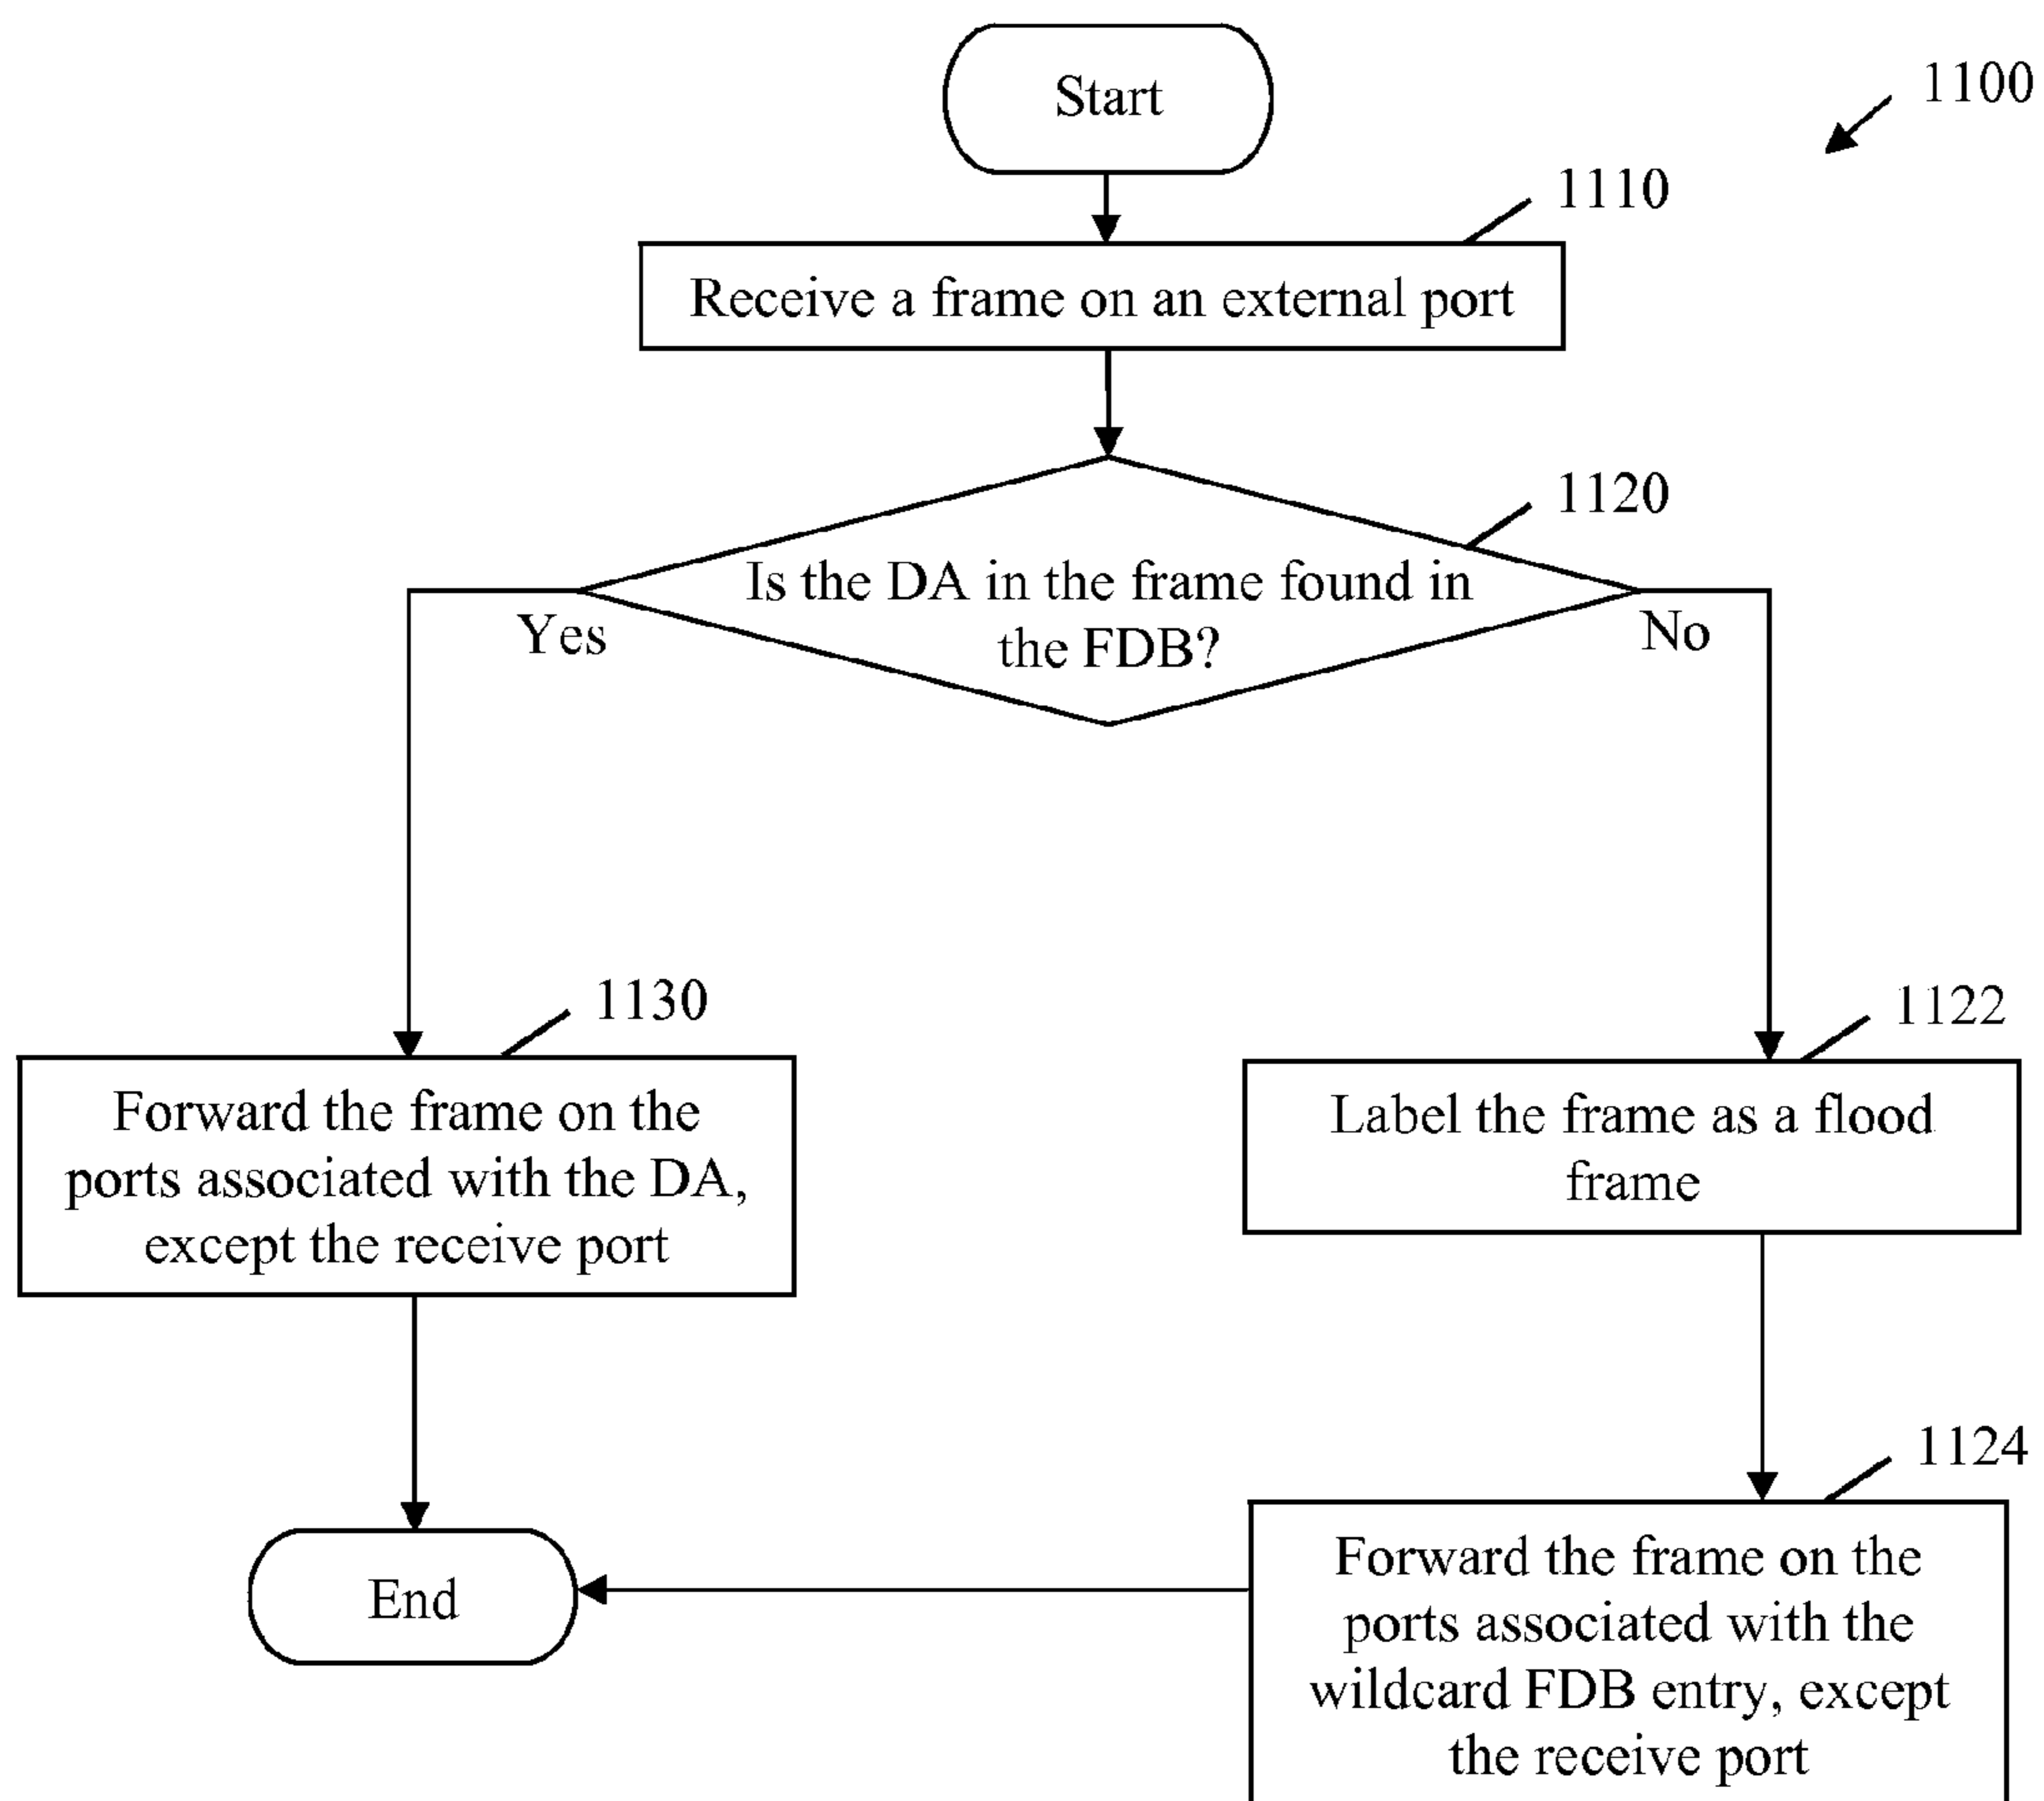 Start
1100
1110
Receive a frame on an external port
1120
Is the DA in the frame found in
the FDB?
Yes
No
1130
Forward the frame on the
ports associated with the DA,
except the receive port
1122
Label the frame as a flood
frame
1124
Forward the frame on the
ports associated with the
wildcard FDB entry, except
the receive port
End